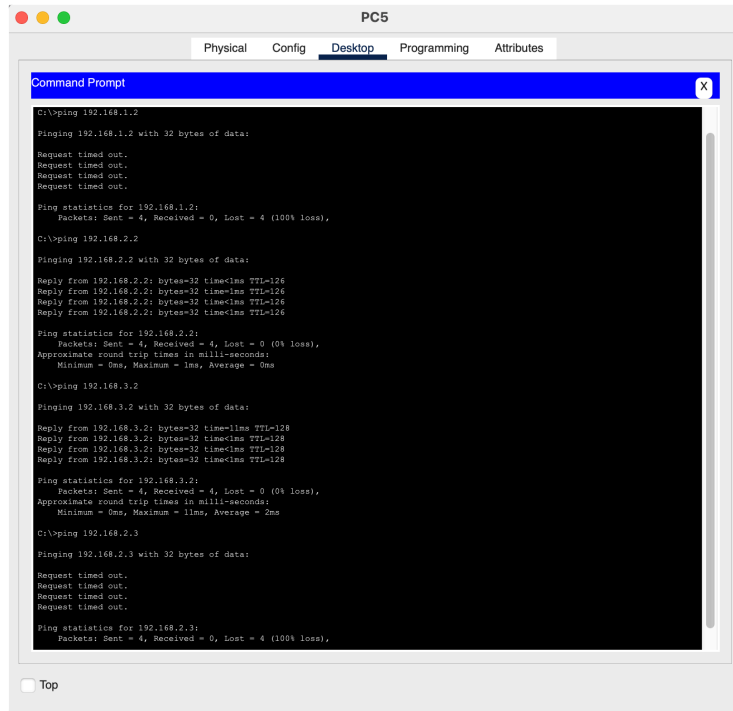 PC5
Physical Config Desktop Programming Attributes
Command Prompt
X
C:\>ping 192.168.1.2
Pinging 192.168.1.2 with 32 bytes of data:
Request timed out.
Request timed out.
Request timed out.
Request timed out.
Ping statistics for 192.168.1.2:
Packets: Sent = 4, Received = 0, Lost = 4 (100% loss),
C:\>ping 192.168.2.2
Pinging 192.168.2.2 with 32 bytes of data:
Reply from 192.168.2.2: bytes=32 time<1ms TTL=126
Reply from 192.168.2.2: bytes=32 time=1ms TTL=126
Reply from 192.168.2.2: bytes=32 time<1ms TTL=126
Reply from 192.168.2.2: bytes=32 time<1ms TTL=126
Ping statistics for 192.168.2.2:
Packets: Sent = 4, Received = 4, Lost = 0 (0% loss),
Approximate round trip times in milli-seconds:
Minimum = 0ms, Maximum = 1ms, Average = 0ms
C:\>ping 192.168.3.2
Pinging 192.168.3.2 with 32 bytes of data:
Reply from 192.168.3.2: bytes=32 time=11ms TTL=128
Reply from 192.168.3.2: bytes=32 time<1ms TTL=128
Reply from 192.168.3.2: bytes=32 time<1ms TTL=128
Reply from 192.168.3.2: bytes=32 time<1ms TTL=128
Ping statistics for 192.168.3.2:
Packets: Sent = 4, Received = 4, Lost = 0 (0% loss),
Approximate round trip times in milli-seconds:
Minimum = 0ms, Maximum = 11ms, Average = 2ms
C:\>ping 192.168.2.3
Pinging 192.168.2.3 with 32 bytes of data:
Request timed out.
Request timed out.
Request timed out.
Request timed out.
Ping statistics for 192.168.2.3:
Packets: Sent = 4, Received = 0, Lost = 4 (100% loss),
Top